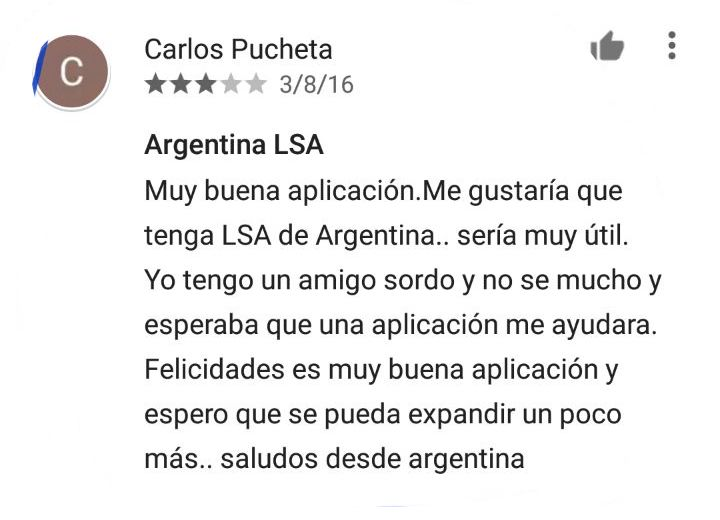 C
Carlos Pucheta
★★★★★ 3/8/16
Argentina LSA
Muy buena aplicación.Me gustaría que
tenga LSA de Argentina.. sería muy útil.
Yo tengo un amigo sordo y no se mucho y
esperaba que una aplicación me ayudara.
Felicidades es muy buena aplicación y
espero que se pueda expandir un poco
más.. saludos desde argentina